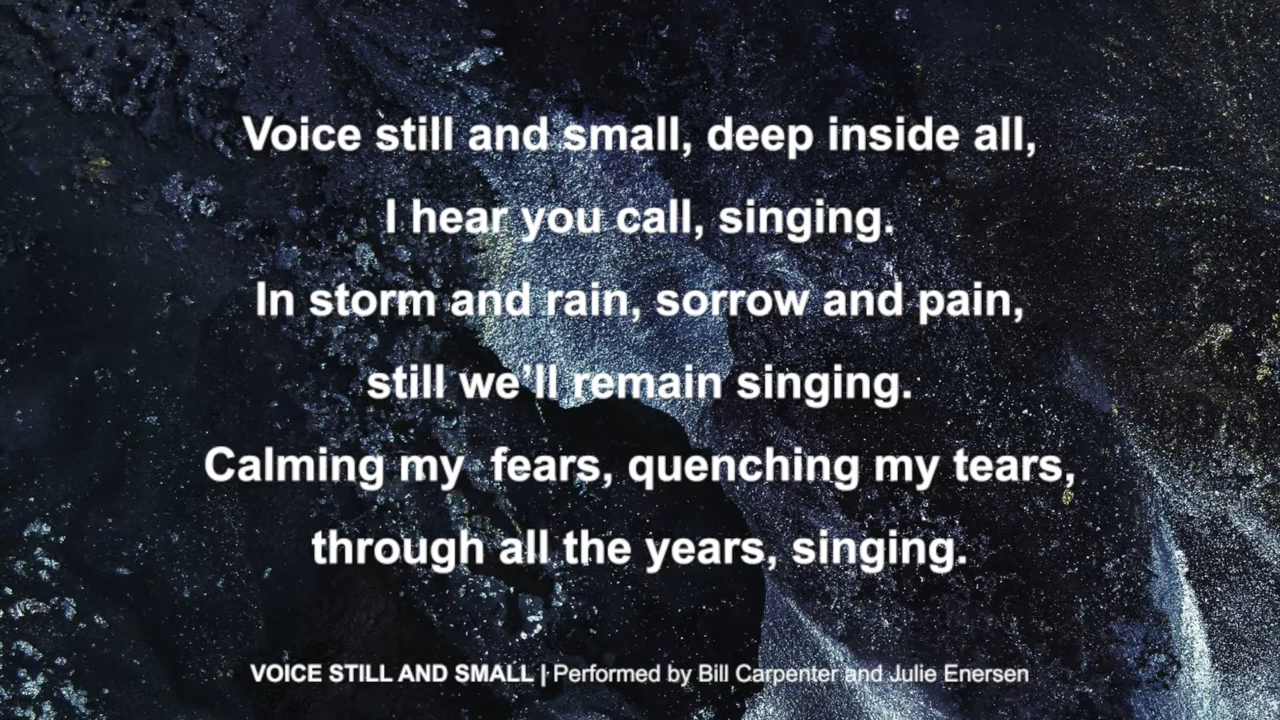 Voice still and small, deep inside all,
I hear you call, singing.
In storm and rain, sorrow and pain,
still we’ll remain singing.
Calming my  fears, quenching my tears,
through all the years, singing.
VOICE STILL AND SMALL | Performed by Bill Carpenter and Julie Enersen